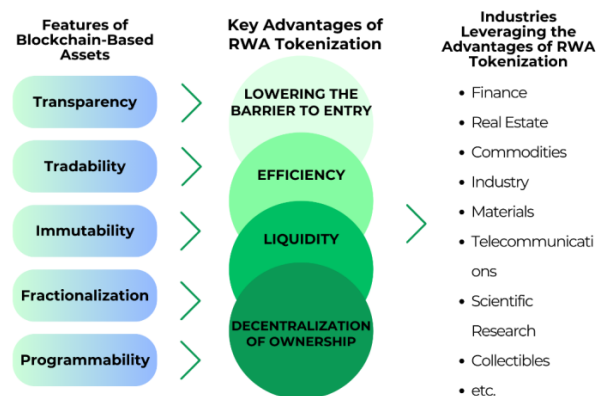 Features of
Blockchain-Based
Assets
Transparency
Tradability
Immutability
Fractionalization
Programmability
Key Advantages of
RWA Tokenization
LOWERING THE
BARRIER TO ENTRY
EFFICIENCY
LIQUIDITY
DECENTRALIZATION
OF OWNERSHIP
Industries
Leveraging the
Advantages of RWA
Tokenization
• Finance
• Real Estate
• Commodities
• Industry
• Materials
• Telecommunicati
ons
• Scientific
Research
• Collectibles
• etc.